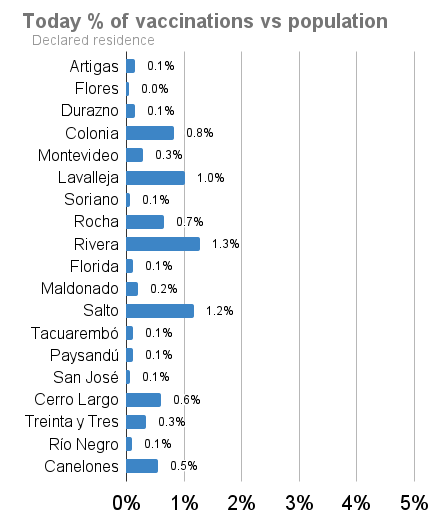 Today % of vaccinations vs population
Declared residence
Artigas 0.1%
Flores 0.0%
Durazno 0.1%
Colonia 0.8%
Montevideo 0.3%
Lavalleja 1.0%
Soriano 0.1%
Rocha 0.7%
Rivera 1.3%
Florida 0.1%
Maldonado 0.2%
Salto 1.2%
Tacuarembó 0.1%
Paysandú 0.1%
San José 0.1%
Cerro Largo 0.6%
Treinta y Tres 0.3%
Río Negro 0.1%
Canelones 0.5%
0% 1% 2% 3% 4% 5%